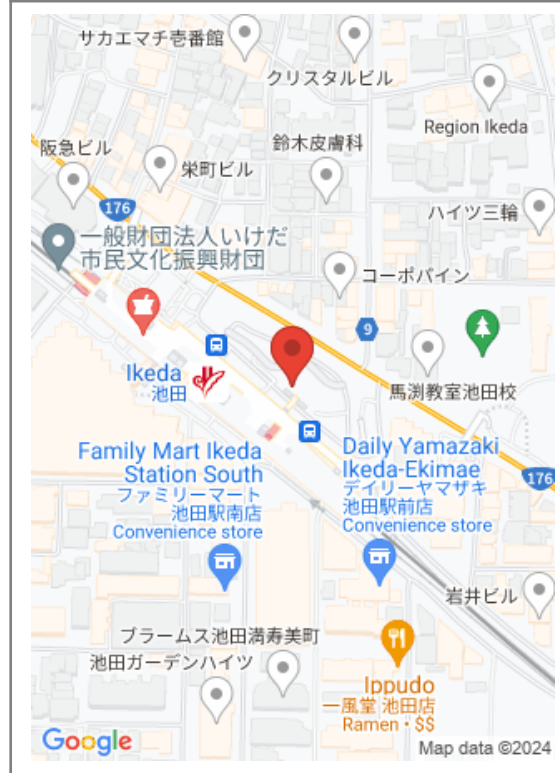 サカエマチ壱番館
クリスタルビル
Region Ikeda
鈴木皮膚科
阪急ビル
栄町ビル
176
ハイツ三輪
一般財団法人いけだ
市民文化振興財団
コーポパイン
9
Ikeda
池田
馬渕教室池田校
Family Mart Ikeda
Station South
ファミリーマート
池田駅南店
Convenience store
Daily Yamazaki
Ikeda-Ekimae
デイリーヤマザキ
池田駅前店
Convenience store
176
岩井ビル
ブラームス池田満寿美町
池田ガーデンハイツ
Ippudo
一風堂 池田店
Ramen・$$
Google
Map data ©2024